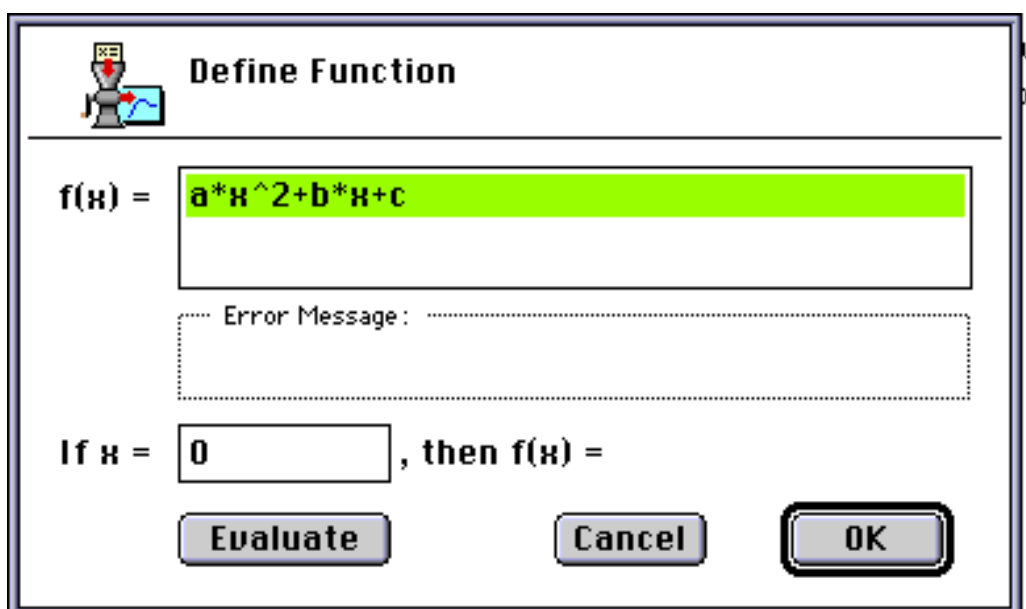 x=
Define Function
f(x) = a*x^2+b*x+c
Error Message:
If x = 0 , then f(x) =
Evaluate Cancel OK